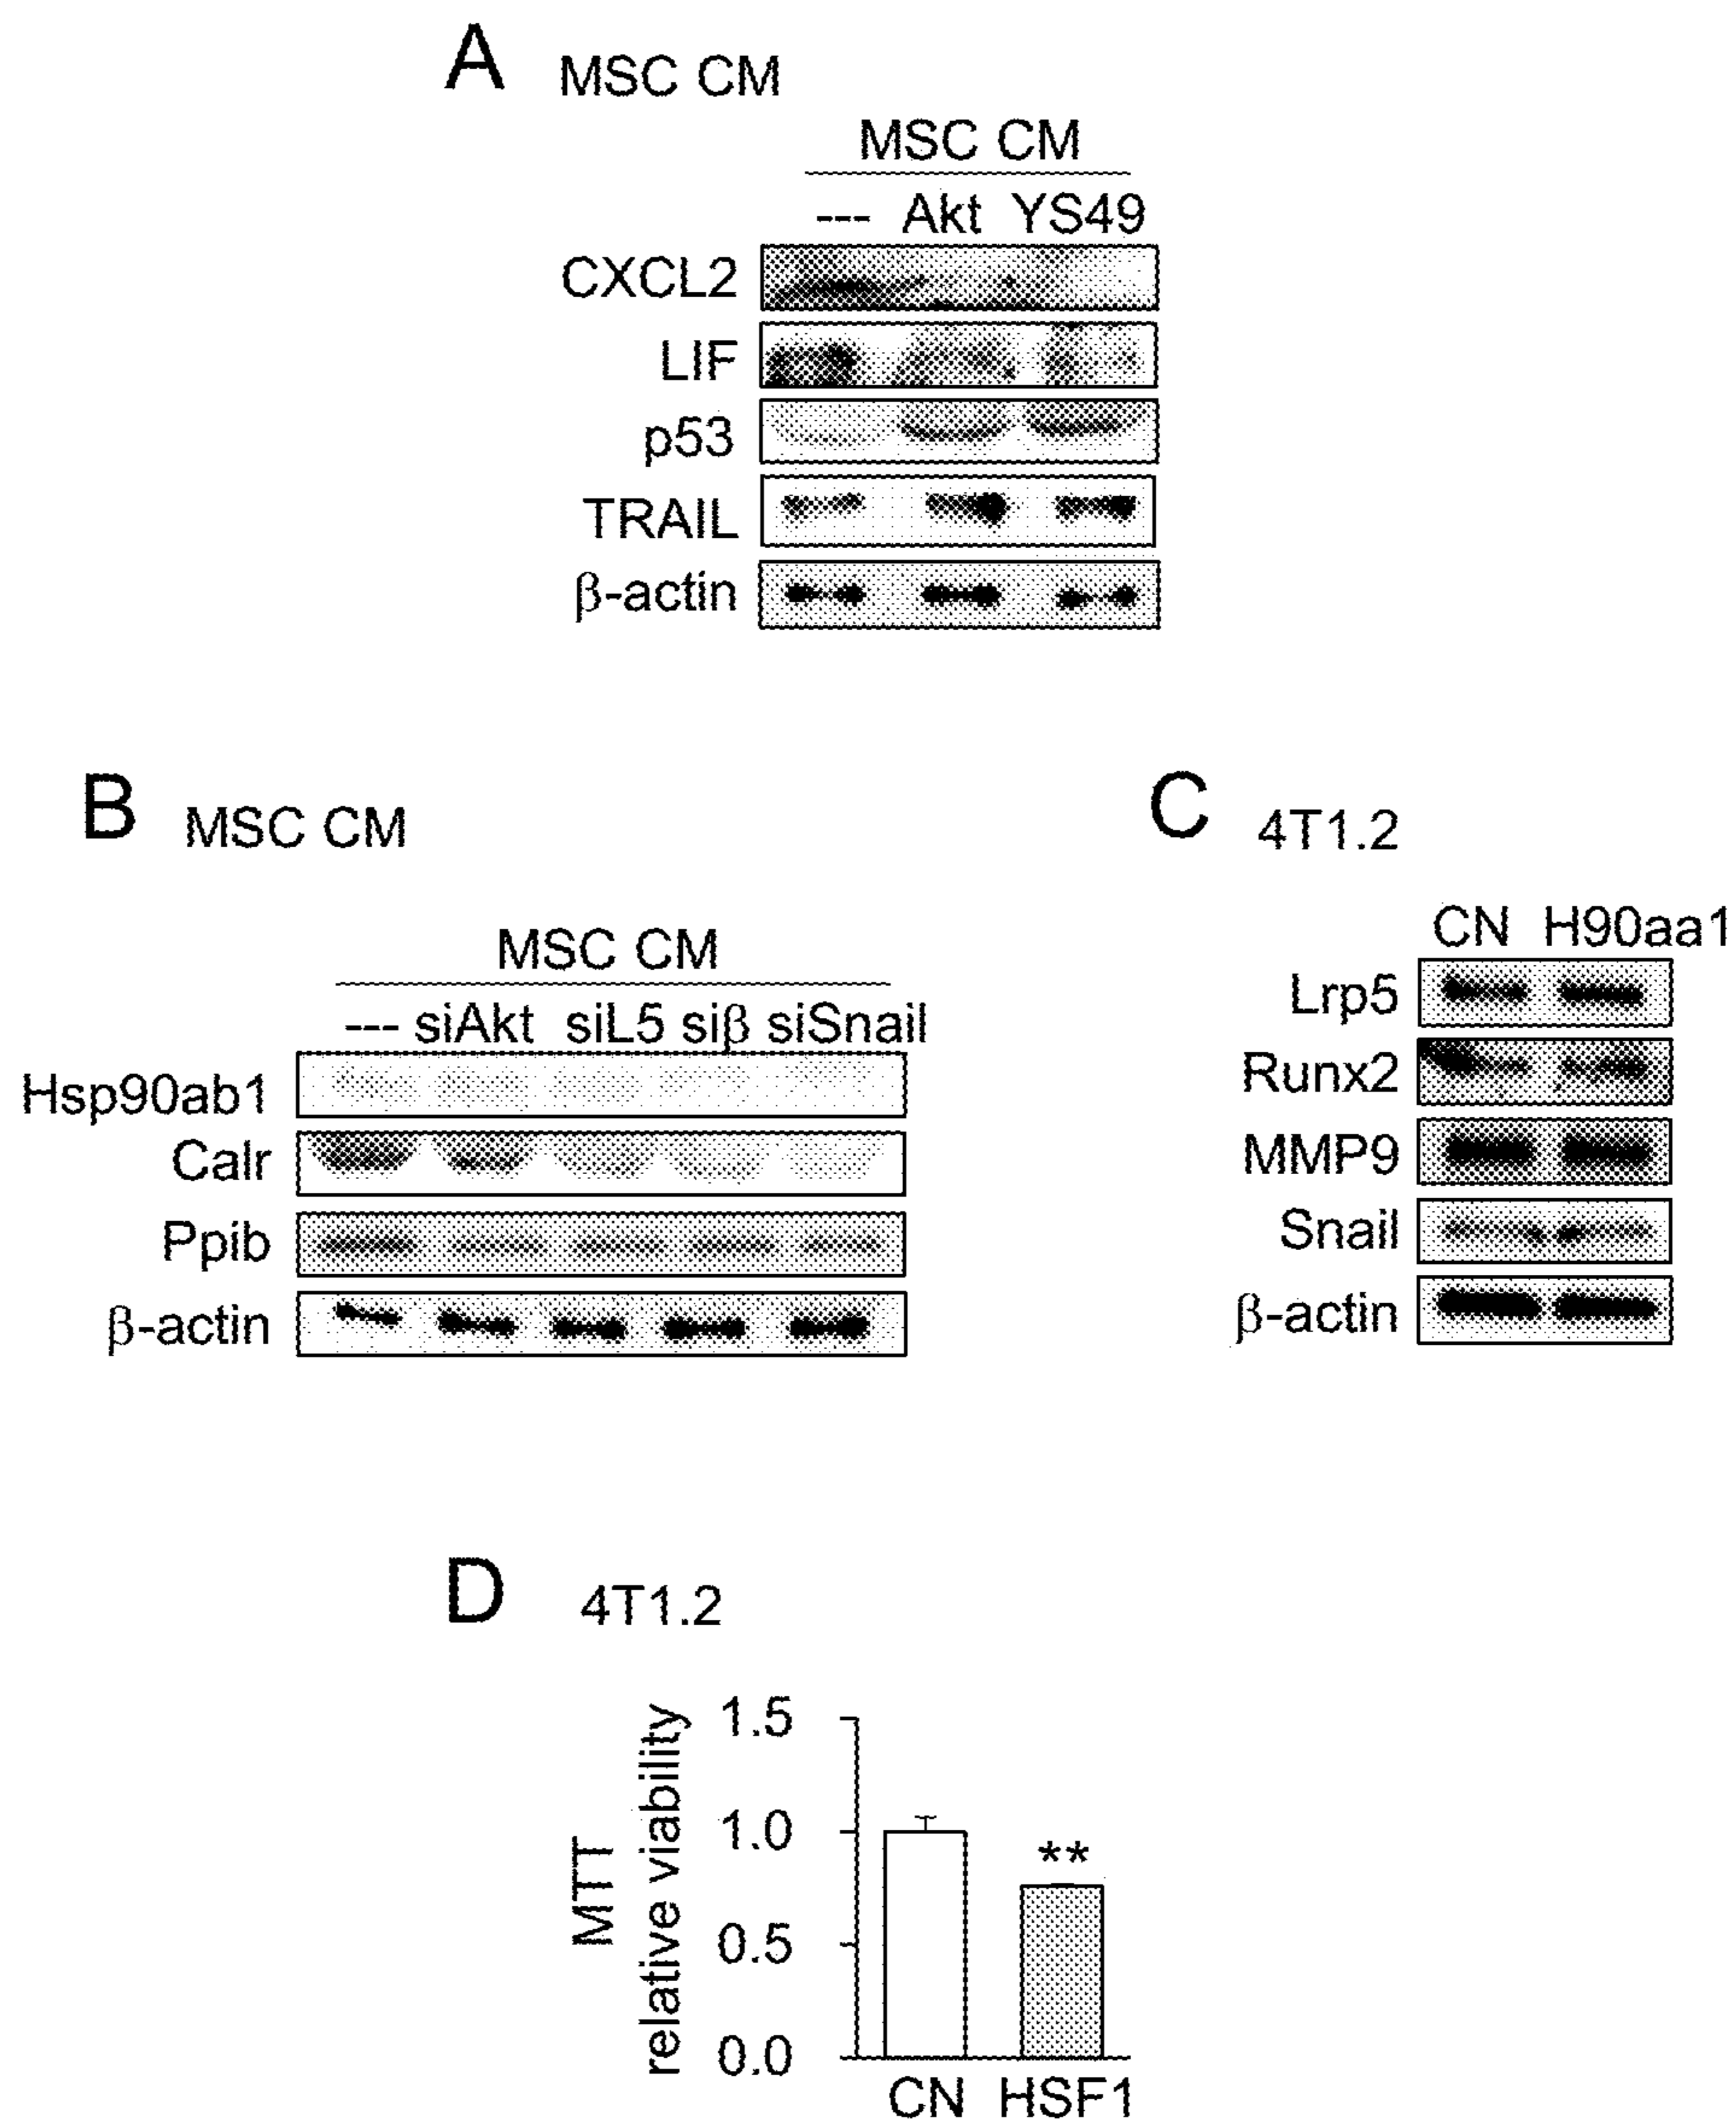 A MSC CM
MSC CM
--- Akt YS49
CXCL2
LIF
p53
TRAIL
β-actin
B MSC CM
MSC CM
--- siAkt siL5 siβ siSnail
Hsp90ab1
Calr
Ppib
β-actin
C 4T1.2
CN H90aa1
Lrp5
Runx2
MMP9
Snail
β-actin
D 4T1.2
MTT
relative viability
1.5
1.0
0.5
0.0
**
CN HSF1